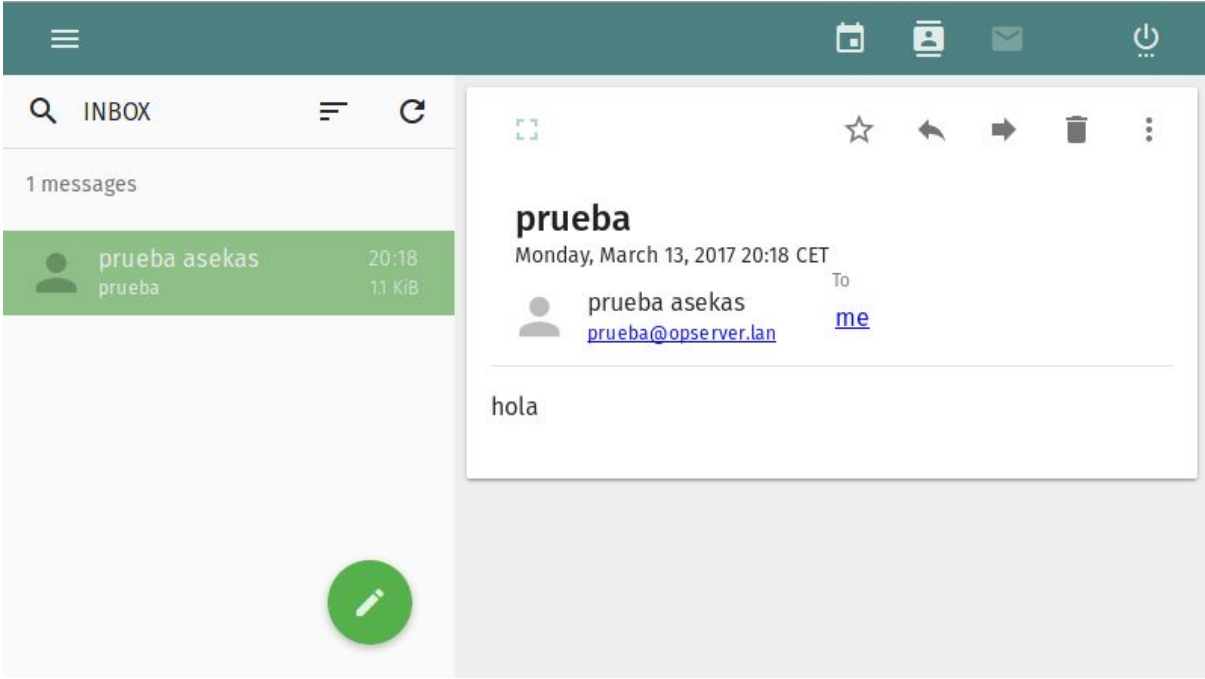 INBOX
1 messages
prueba asekas 20:18
prueba 1.1 KiB
prueba
Monday, March 13, 2017 20:18 CET
To
prueba asekas
me
prueba@opserver.lan
hola